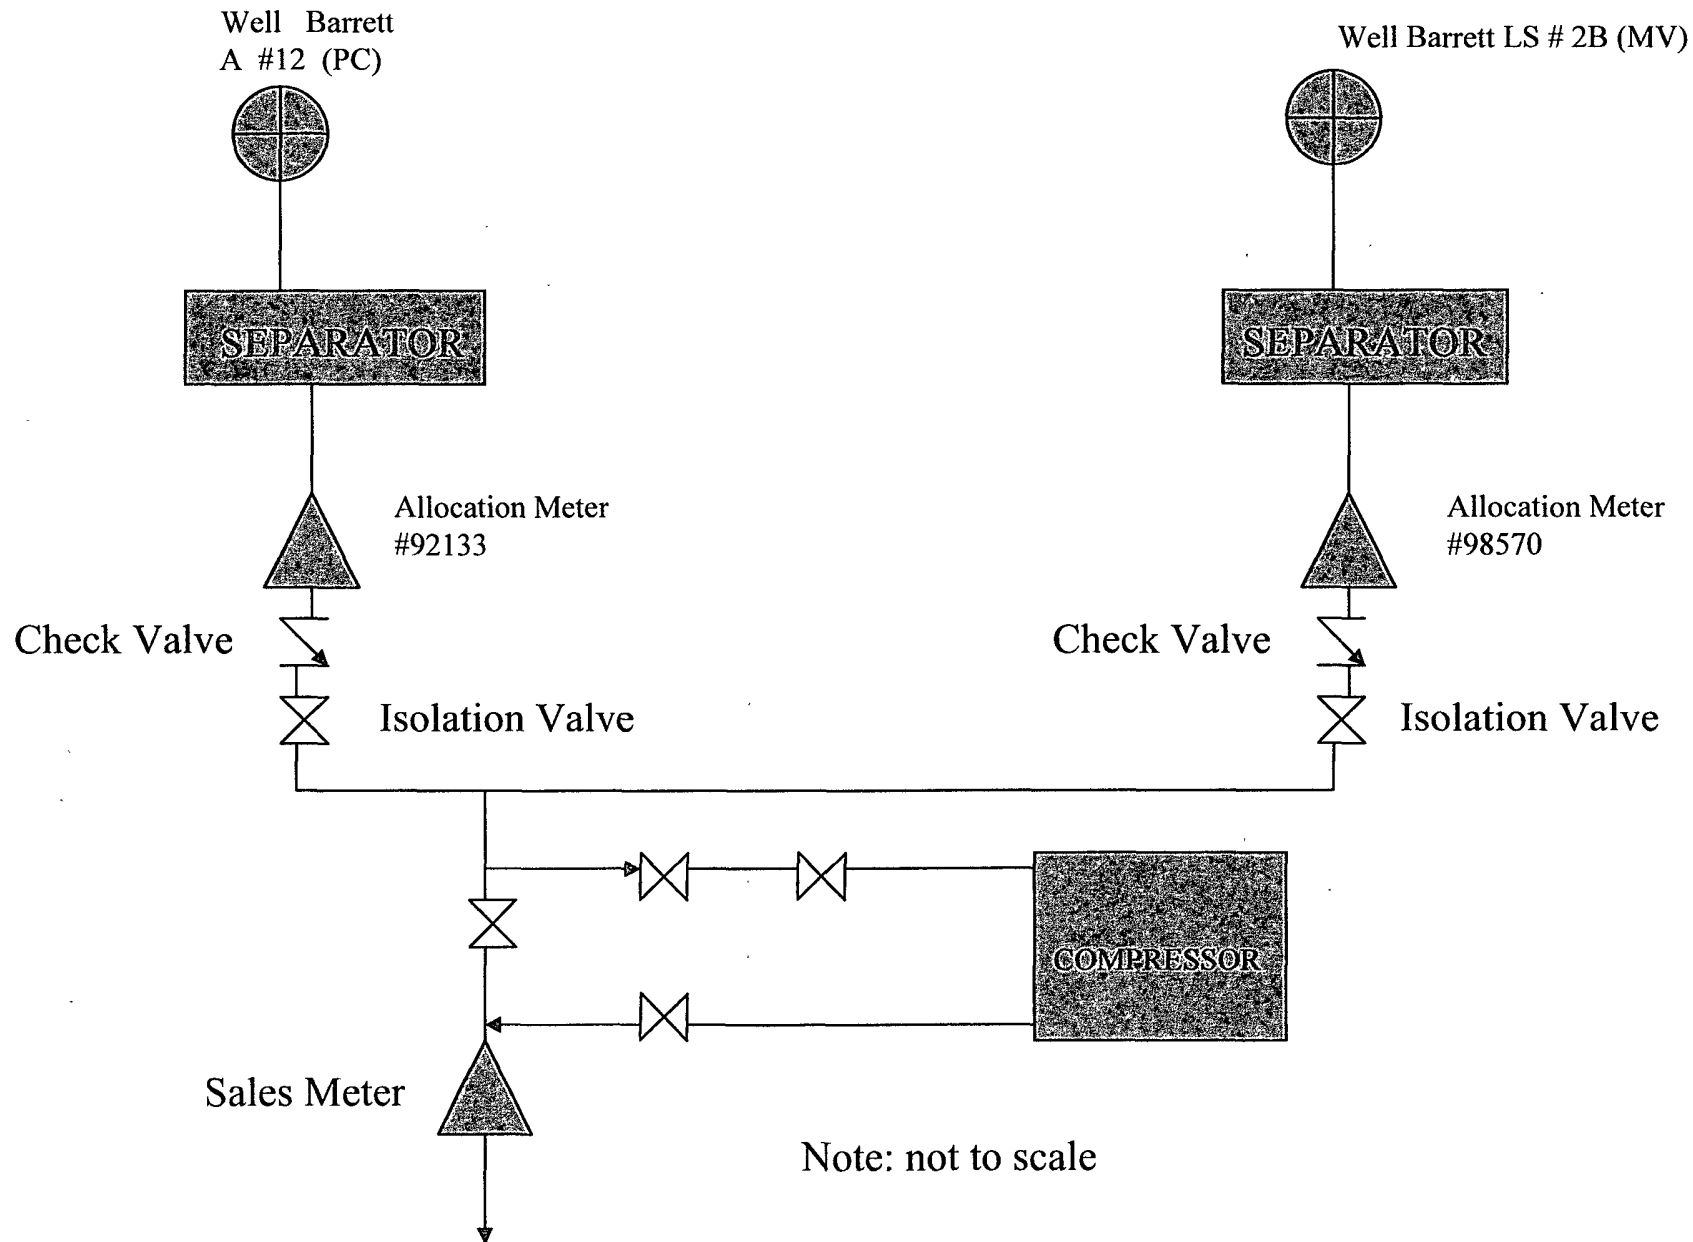 Well Barrett
A #12 (PC)
Well Barrett LS # 2B (MV)
SEPARATOR
SEPARATOR
Allocation Meter
#92133
Allocation Meter
#98570
Check Valve
Check Valve
Isolation Valve
Isolation Valve
COMPRESSOR
Sales Meter
Note: not to scale